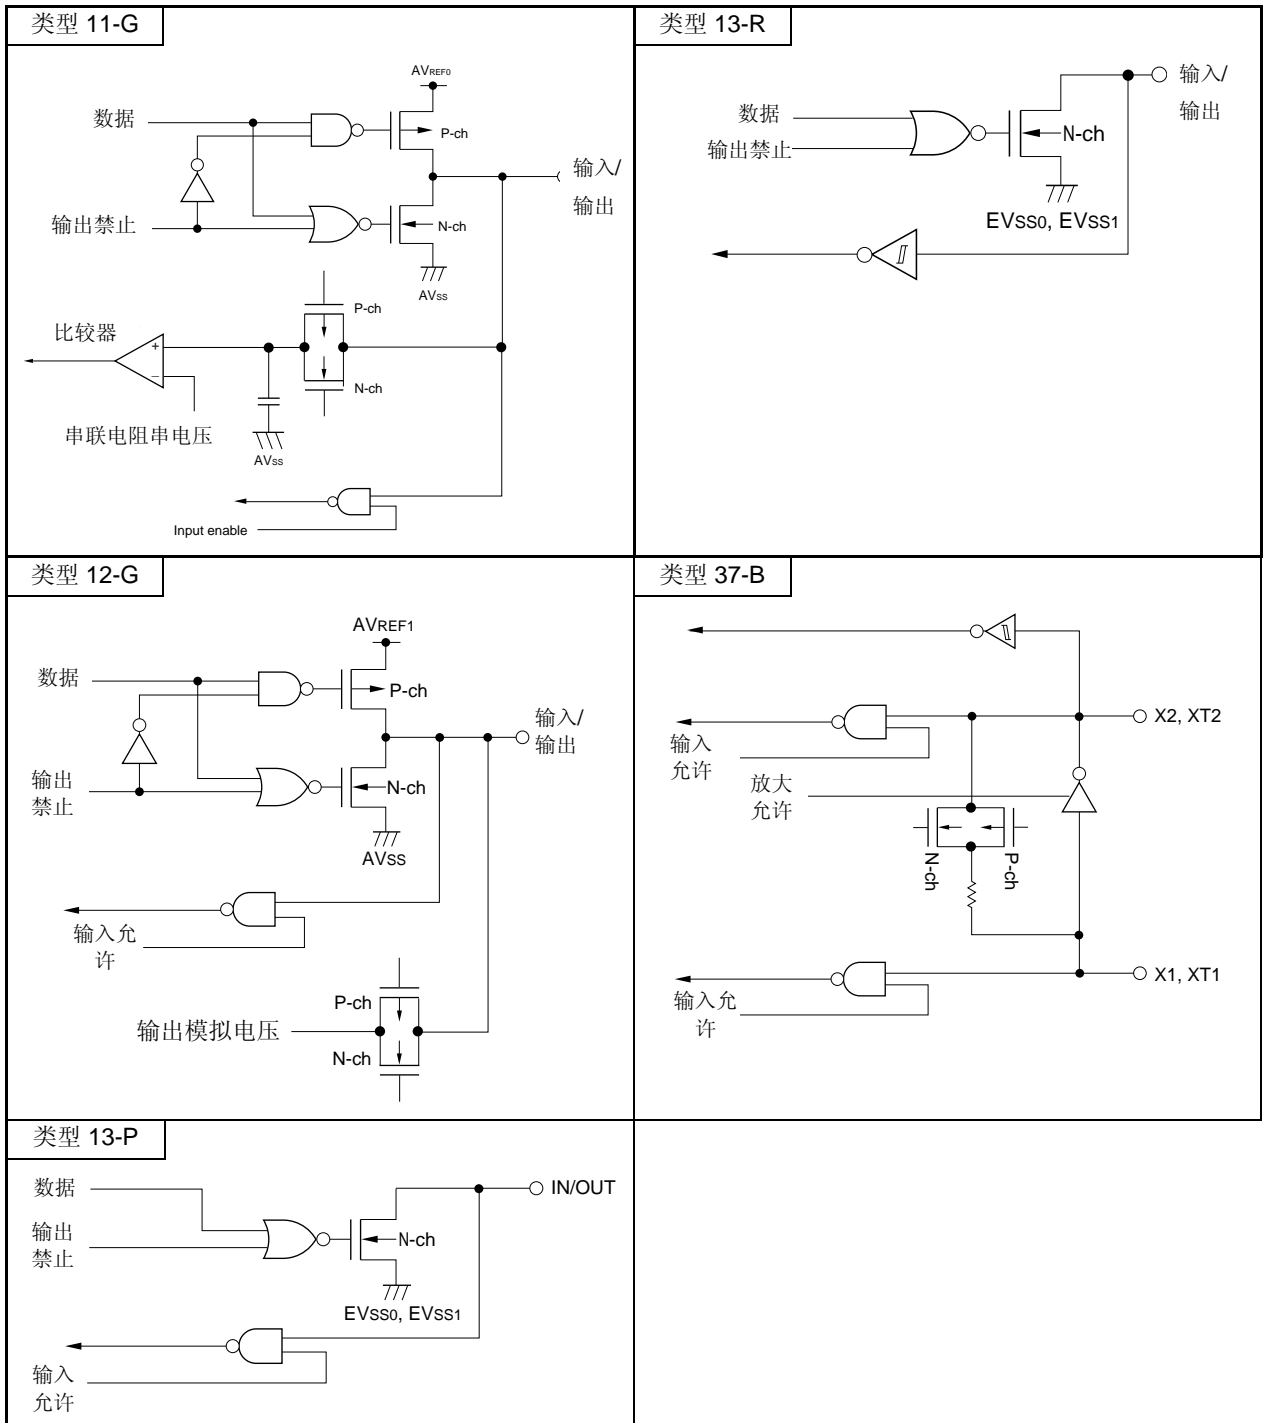 类型 11-G
AVREF0
数据
P-ch
输入/
输出
输出禁止
N-ch
AVSS
P-ch
比较器
+
−
N-ch
串联电阻串电压
AVSS
Input enable
类型 13-R
输入/
输出
数据
N-ch
输出禁止
EVSS0, EVSS1
类型 12-G
AVREF1
数据
P-ch
输入/
输出
输出
禁止
N-ch
AVSS
输入允
许
P-ch
输出模拟电压
N-ch
类型 37-B
X2, XT2
输入
允许
放大
允许
N-ch
P-ch
X1, XT1
输入允
许
类型 13-P
数据
IN/OUT
输出
禁止
N-ch
EVSS0, EVSS1
输入
允许